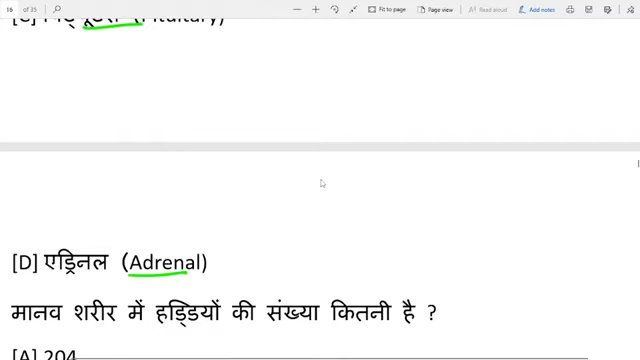 16 of 35
Fit to page
Page view
Read aloud
Add notes
[D] एड्रिनल (Adrenal)
मानव शरीर में हड्डियों की संख्या कितनी है ?
[A] 204